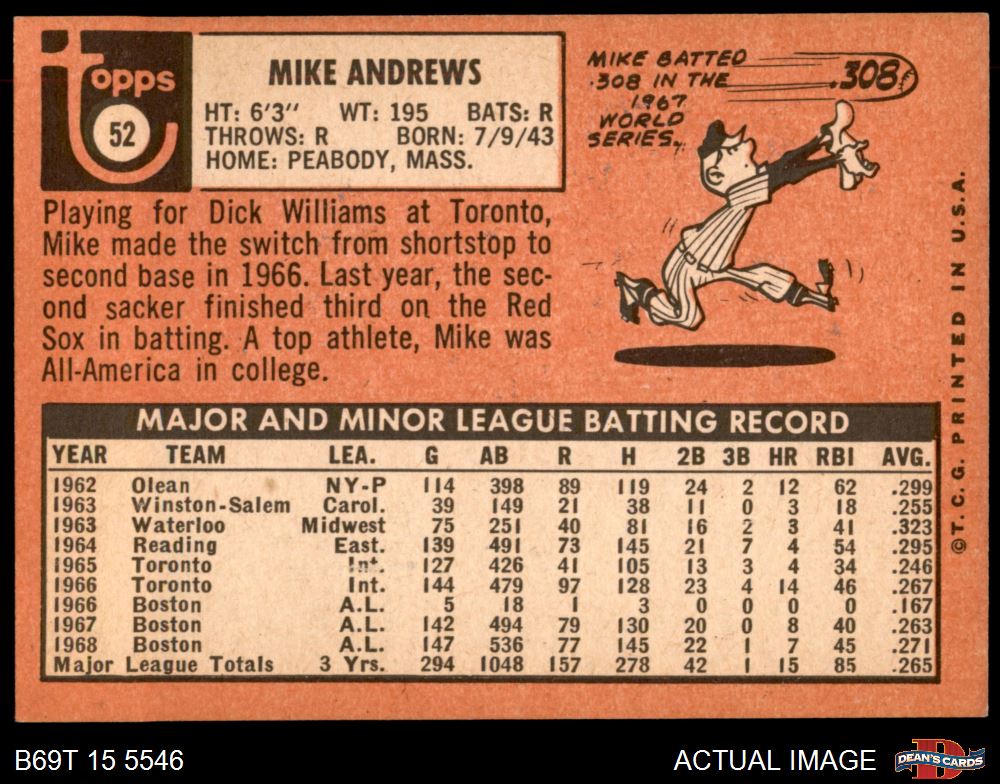 topps
52
MIKE ANDREWS
HT: 6'3" WT: 195 BATS: R
THROWS: R BORN: 7/9/43
HOME: PEABODY, MASS.
Playing for Dick Williams at Toronto,
Mike made the switch from shortstop to
second base in 1966. Last year, the sec-
ond sacker finished third on the Red
Sox in batting. A top athlete, Mike was
All-America in college.
MIKE BATTED
.308 IN THE
1967
WORLD
SERIES.
.308
MAJOR AND MINOR LEAGUE BATTING RECORD
YEAR TEAM LEA. G AB R H 2B 3B HR RBI AVG.
1962 Olean NY-P 114 398 89 119 24 2 12 62 .299
1963 Winston-Salem Carol. 39 149 21 38 11 0 3 18 .255
1963 Waterloo Midwest 75 251 40 81 16 2 3 41 .323
1964 Reading East. 139 491 73 145 21 7 4 54 .295
1965 Toronto Int. 127 426 41 105 13 3 4 34 .246
1966 Toronto Int. 144 479 97 128 23 4 14 46 .267
1966 Boston A.L. 5 18 1 3 0 0 0 0 .167
1967 Boston A.L. 142 494 79 130 20 0 8 40 .263
1968 Boston A.L. 147 536 77 145 22 1 7 45 .271
Major League Totals 3 Yrs. 294 1048 157 278 42 1 15 85 .265
©T. C. G. PRINTED IN U.S.A.
B69T 15 5546
ACTUAL IMAGE
D
DEAN'S CARDS